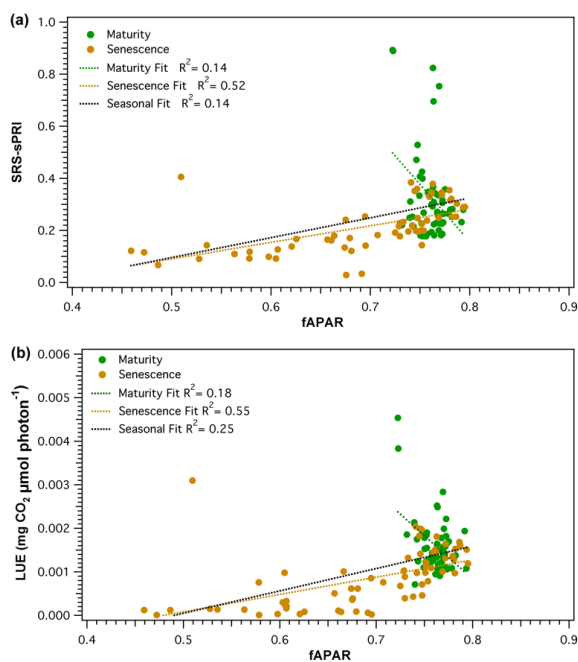 (a)
1.0
0.8
0.6
0.4
0.2
0.0
SRS-sPRI
Maturity
Senescence
Maturity Fit R²= 0.14
Senescence Fit R²= 0.52
Seasonal Fit R²= 0.14
0.4 0.5 0.6 0.7 0.8 0.9
fAPAR
(b)
0.006
0.005
0.004
0.003
0.002
0.001
0.000
LUE (mg CO₂ μmol photon⁻¹)
Maturity
Senescence
Maturity Fit R²= 0.18
Senescence Fit R²= 0.55
Seasonal Fit R²= 0.25
0.4 0.5 0.6 0.7 0.8 0.9
fAPAR